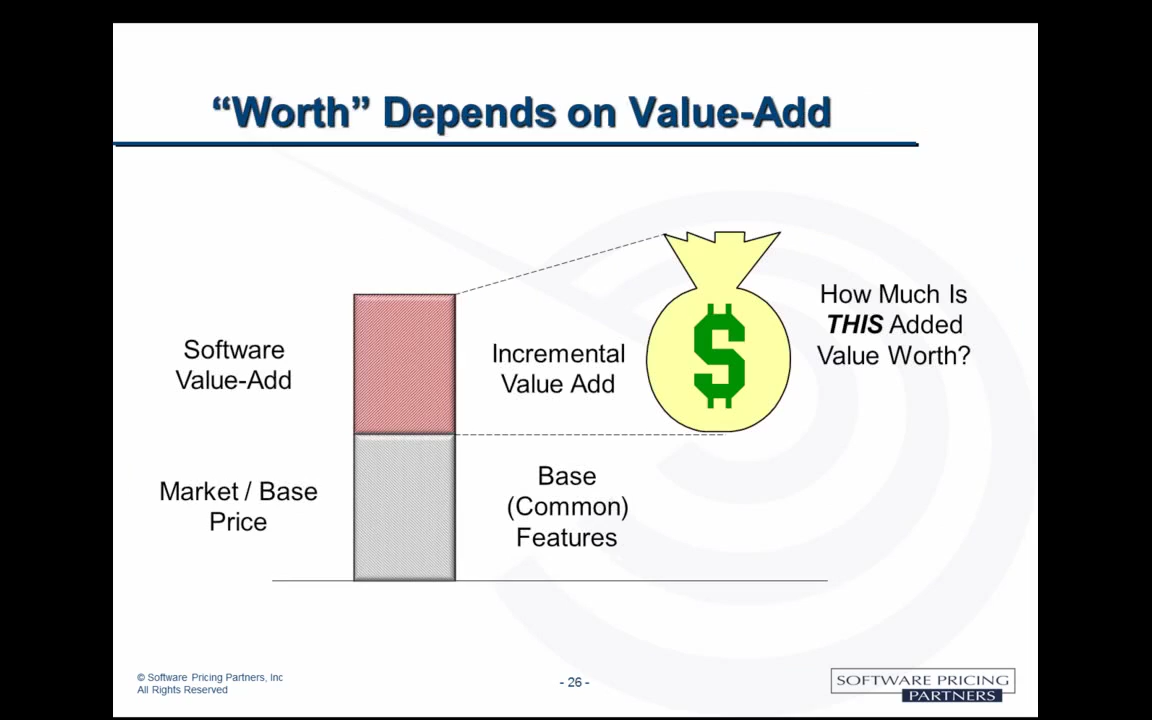 “Worth” Depends on Value-Add
How Much Is
THIS Added
Value Worth?
$
Software
Value-Add
Incremental
Value Add
Market / Base
Price
Base
(Common)
Features
© Software Pricing Partners, Inc
All Rights Reserved
- 26 -
SOFTWARE PRICING
PARTNERS